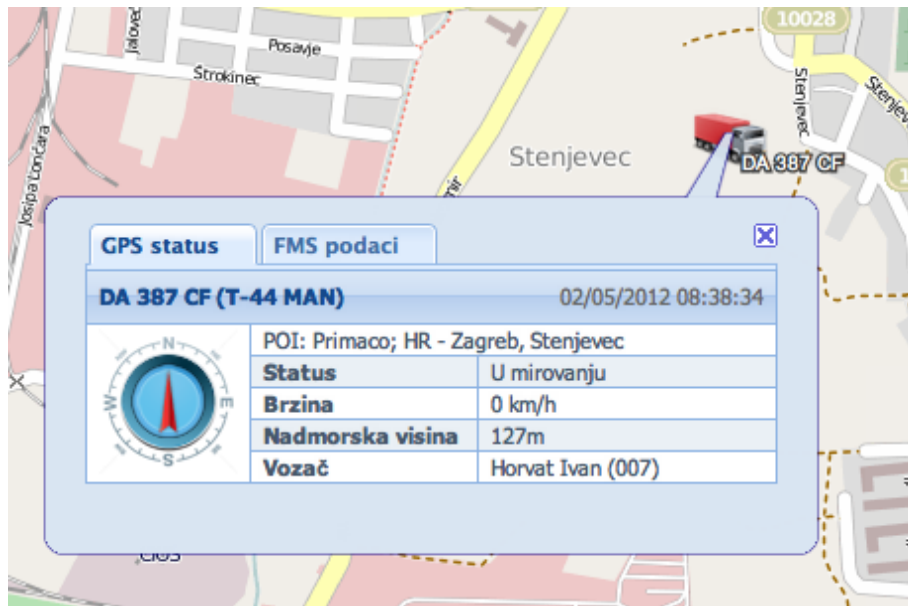 10028
Jalovec
Posavje
Štrokinec
Stenjevec
Josipa Lončara
Stenjevec
DA 387 CF
GPS status
FMS podaci
DA 387 CF (T-44 MAN)
02/05/2012 08:38:34
N
E
S
W
POI: Primaco; HR - Zagreb, Stenjevec
Status U mirovanju
Brzina 0 km/h
Nadmorska visina 127m
Vozač Horvat Ivan (007)